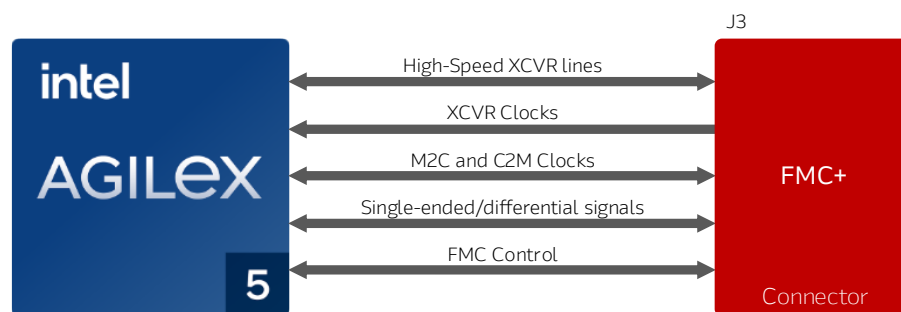 J3
intel
AGILEX
5
High-Speed XCVR lines
XCVR Clocks
M2C and C2M Clocks
Single-ended/differential signals
FMC Control
FMC+
Connector